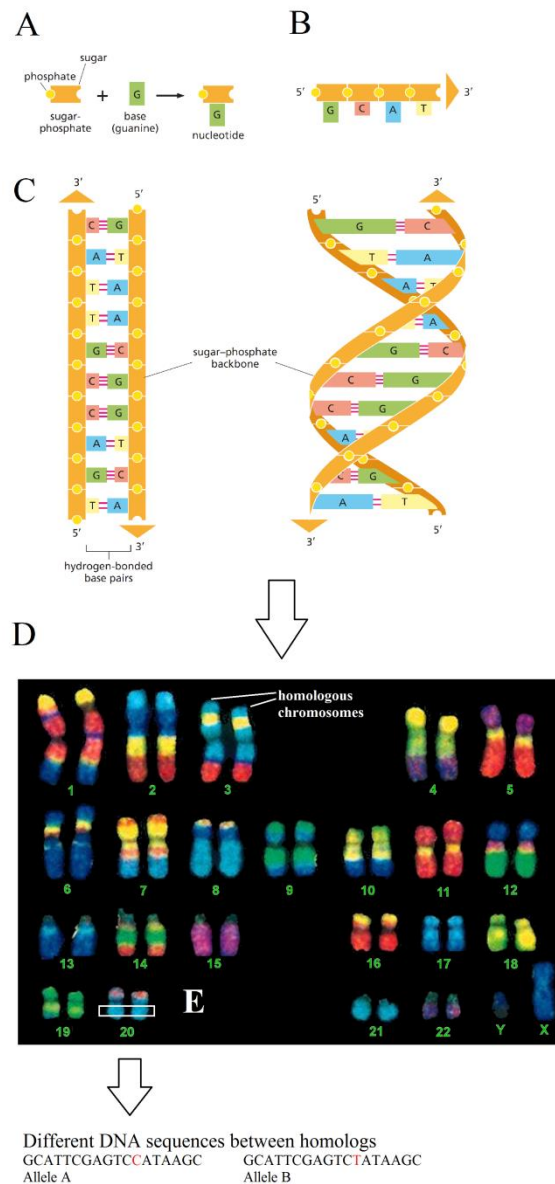 A
sugar
phosphate
+
G
G
sugar-
phosphate
base
(guanine)
nucleotide
B
5′
3′
G C A T
C
3′
5′
C G
A T
T A
T A
G C
C G
C G
A T
G C
T A
5′
3′
hydrogen-bonded
base pairs
sugar–phosphate
backbone
5′
3′
G C
T A
A T
A
G C
C G
C G
A
C G
A T
3′
5′
D
homologous
chromosomes
1 2 3 4 5
6 7 8 9 10 11 12
13 14 15 16 17 18
19 20 E 21 22 Y X
Different DNA sequences between homologs
GCATTCGAGTCCATAAGC GCATTCGAGTCTATAAGC
Allele A Allele B